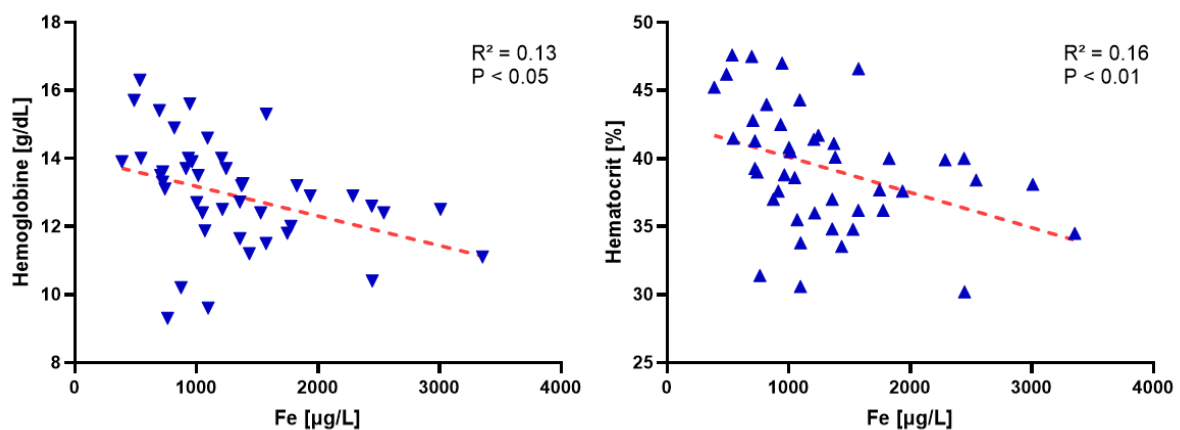 R² = 0.13
P < 0.05
Hemoglobine [g/dL]
18
16
14
12
10
8
0
1000
2000
3000
4000
Fe [µg/L]
R² = 0.16
P < 0.01
Hematocrit [%]
50
45
40
35
30
25
0
1000
2000
3000
4000
Fe [µg/L]